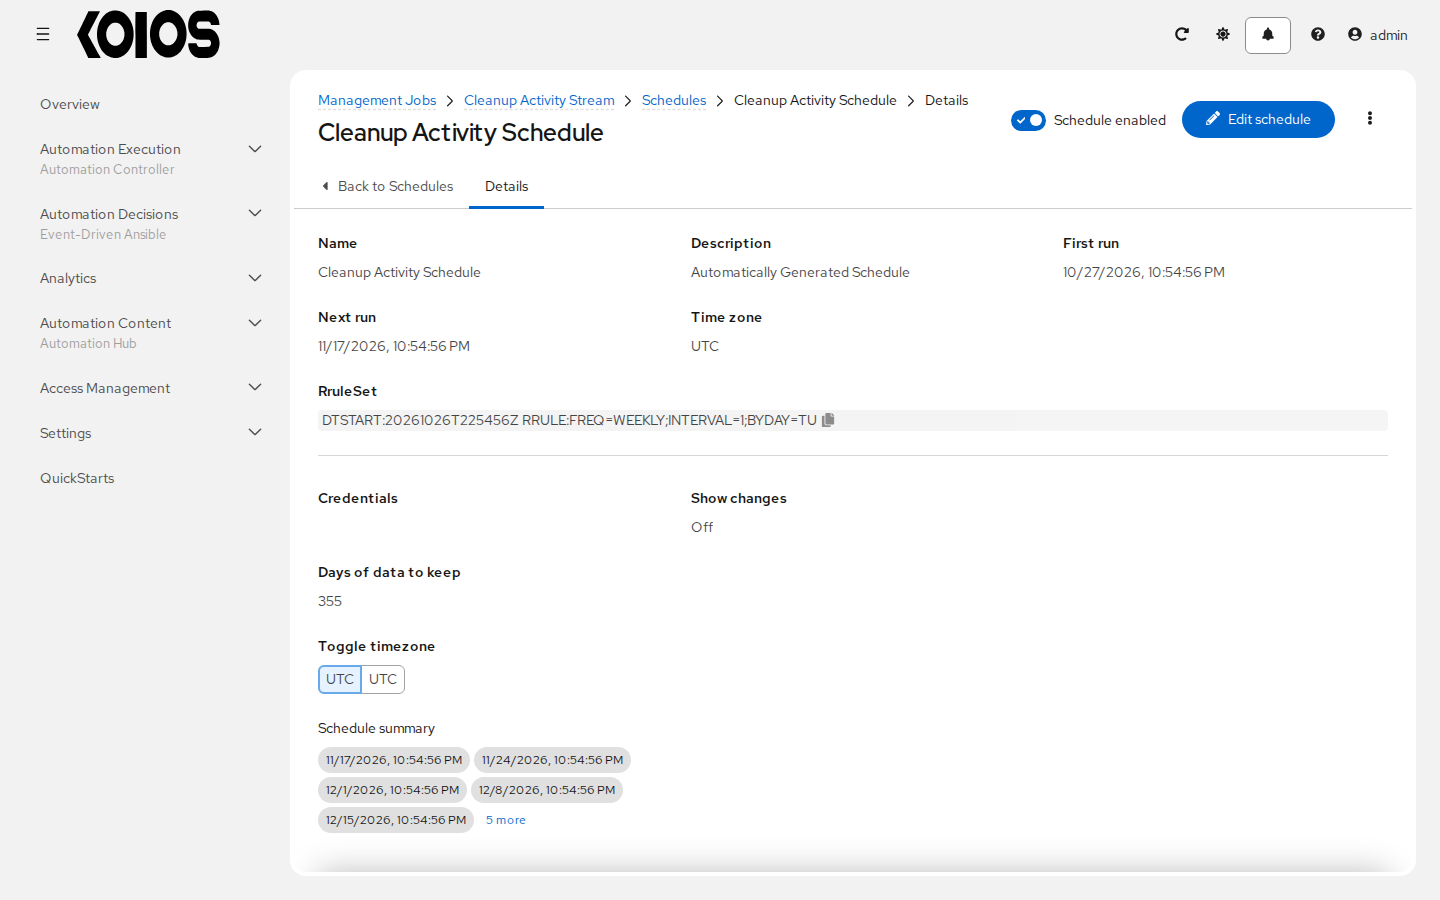 KOIOS
admin
Overview
Automation Execution
Automation Controller
Automation Decisions
Event-Driven Ansible
Analytics
Automation Content
Automation Hub
Access Management
Settings
QuickStarts
Management Jobs
Cleanup Activity Stream
Schedules
Cleanup Activity Schedule
Details
Cleanup Activity Schedule
Schedule enabled
Edit schedule
Back to Schedules
Details
Name
Cleanup Activity Schedule
Description
Automatically Generated Schedule
First run
10/27/2026, 10:54:56 PM
Next run
11/17/2026, 10:54:56 PM
Time zone
UTC
RruleSet
DTSTART:20261026T225456Z RRULE:FREQ=WEEKLY;INTERVAL=1;BYDAY=TU
Credentials
Show changes
Off
Days of data to keep
355
Toggle timezone
UTC UTC
Schedule summary
11/17/2026, 10:54:56 PM 11/24/2026, 10:54:56 PM
12/1/2026, 10:54:56 PM 12/8/2026, 10:54:56 PM
12/15/2026, 10:54:56 PM 5 more